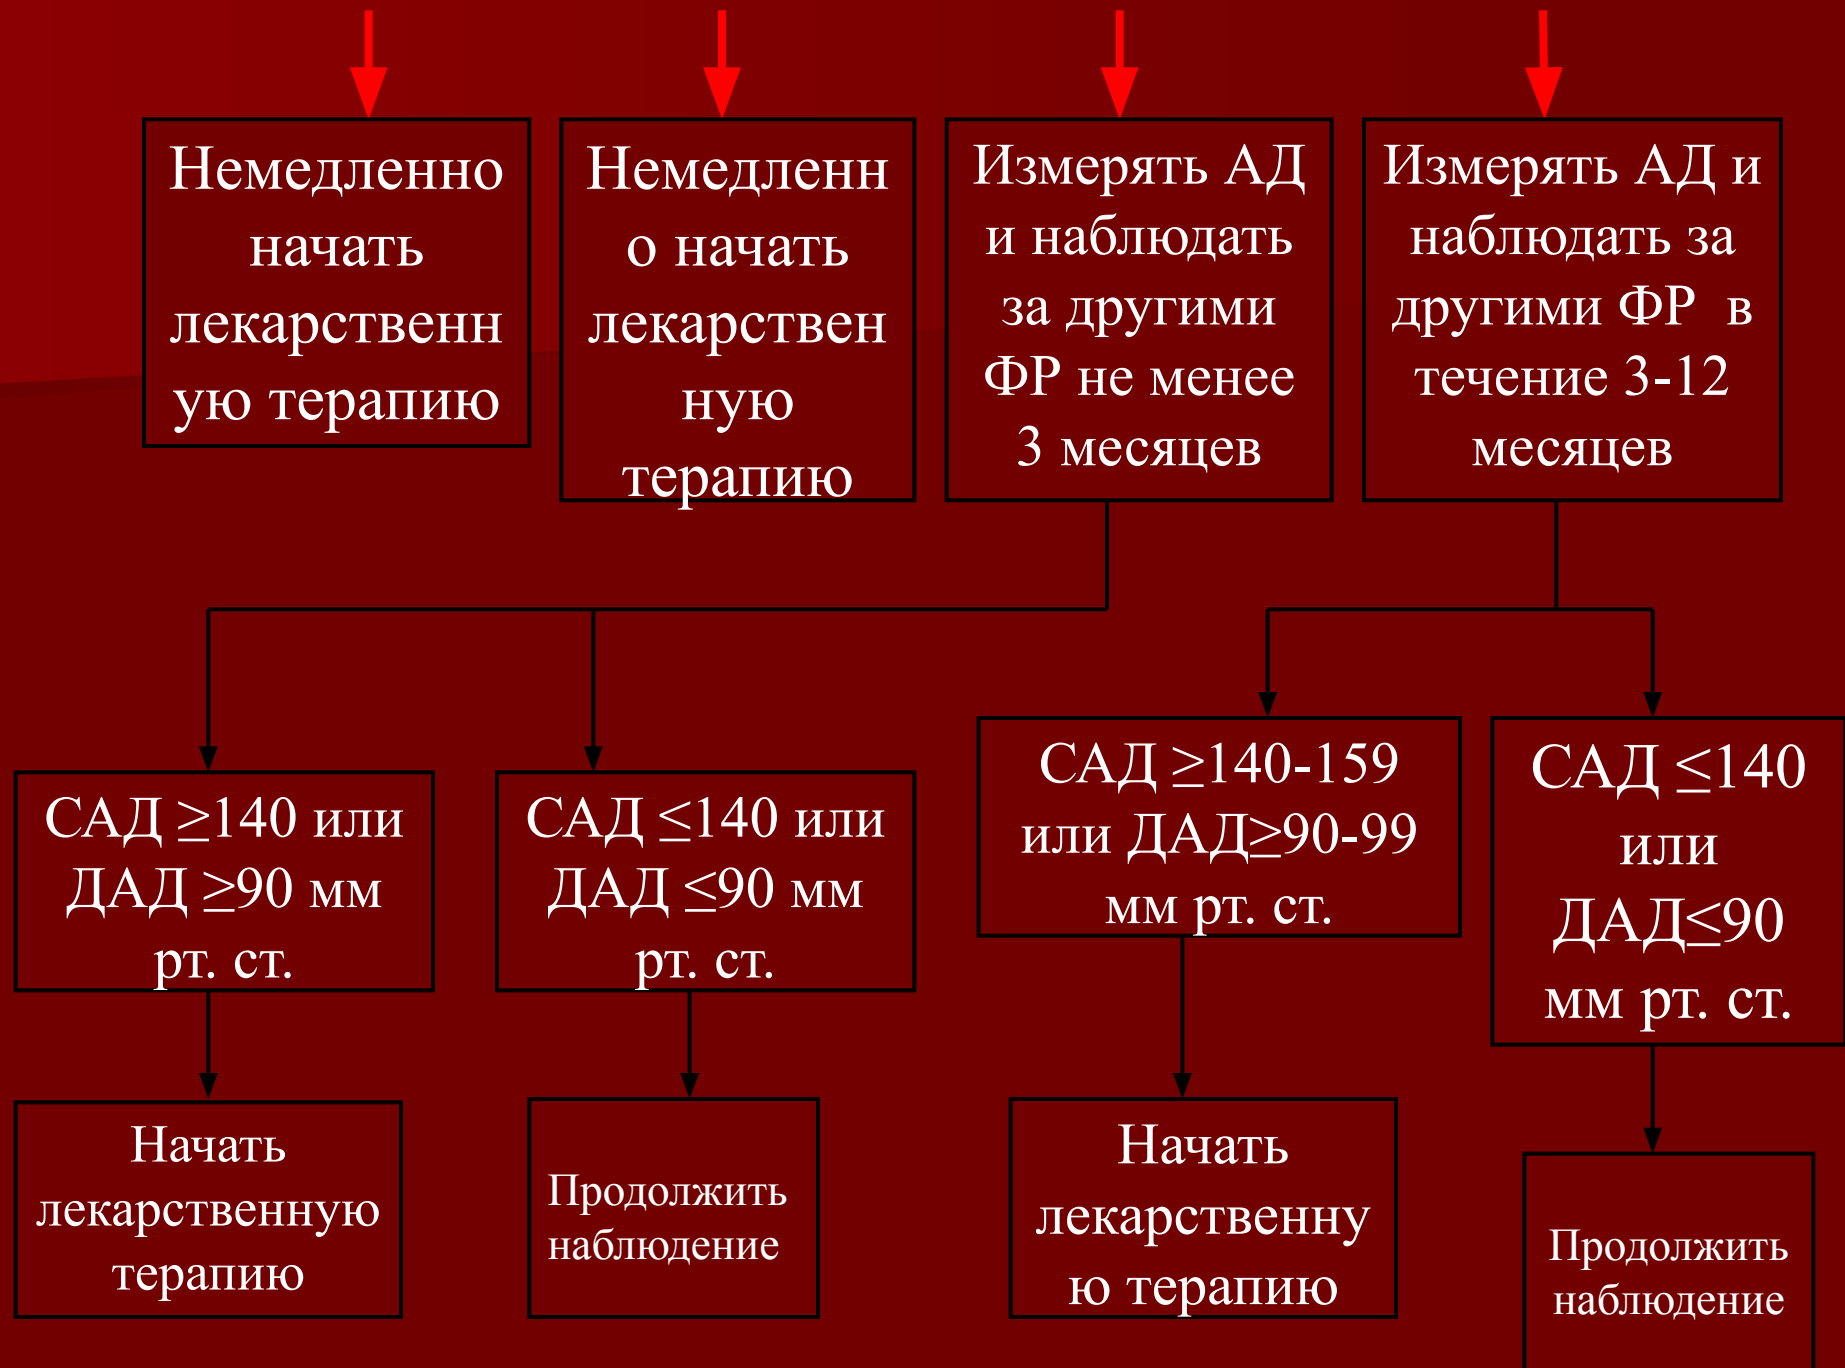 Немедленно
начать
лекарственн
ую терапию
Немедленн
о начать
лекарствен
ную
терапию
Измерять АД
и наблюдать
за другими
ФР не менее
3 месяцев
Измерять АД и
наблюдать за
другими ФР в
течение 3-12
месяцев
САД ≥140 или
ДАД ≥90 мм
рт. ст.
САД ≤140 или
ДАД ≤90 мм
рт. ст.
САД ≥140-159
или ДАД≥90-99
мм рт. ст.
САД ≤140
или
ДАД≤90
мм рт. ст.
Начать
лекарственную
терапию
Продолжить
наблюдение
Начать
лекарственну
ю терапию
Продолжить
наблюдение